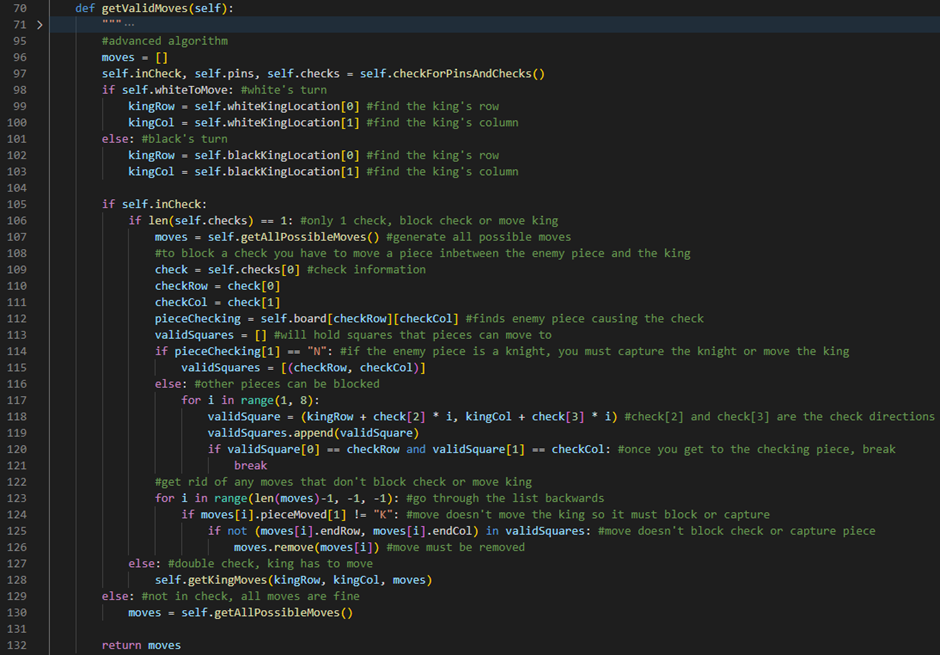 70 def getValidMoves(self):
71 > """ ···
95 #advanced algorithm
96 moves = []
97 self.inCheck, self.pins, self.checks = self.checkForPinsAndChecks()
98 if self.whiteToMove: #white's turn
99 kingRow = self.whiteKingLocation[0] #find the king's row
100 kingCol = self.whiteKingLocation[1] #find the king's column
101 else: #black's turn
102 kingRow = self.blackKingLocation[0] #find the king's row
103 kingCol = self.blackKingLocation[1] #find the king's column
104
105 if self.inCheck:
106 if len(self.checks) == 1: #only 1 check, block check or move king
107 moves = self.getAllPossibleMoves() #generate all possible moves
108 #to block a check you have to move a piece inbetween the enemy piece and the king
109 check = self.checks[0] #check information
110 checkRow = check[0]
111 checkCol = check[1]
112 pieceChecking = self.board[checkRow][checkCol] #finds enemy piece causing the check
113 validSquares = [] #will hold squares that pieces can move to
114 if pieceChecking[1] == "N": #if the enemy piece is a knight, you must capture the knight or move the king
115 validSquares = [(checkRow, checkCol)]
116 else: #other pieces can be blocked
117 for i in range(1, 8):
118 validSquare = (kingRow + check[2] * i, kingCol + check[3] * i) #check[2] and check[3] are the check directions
119 validSquares.append(validSquare)
120 if validSquare[0] == checkRow and validSquare[1] == checkCol: #once you get to the checking piece, break
121 break
122 #get rid of any moves that don't block check or move king
123 for i in range(len(moves)-1, -1, -1): #go through the list backwards
124 if moves[i].pieceMoved[1] != "K": #move doesn't move the king so it must block or capture
125 if not (moves[i].endRow, moves[i].endCol) in validSquares: #move doesn't block check or capture piece
126 moves.remove(moves[i]) #move must be removed
127 else: #double check, king has to move
128 self.getKingMoves(kingRow, kingCol, moves)
129 else: #not in check, all moves are fine
130 moves = self.getAllPossibleMoves()
131
132 return moves